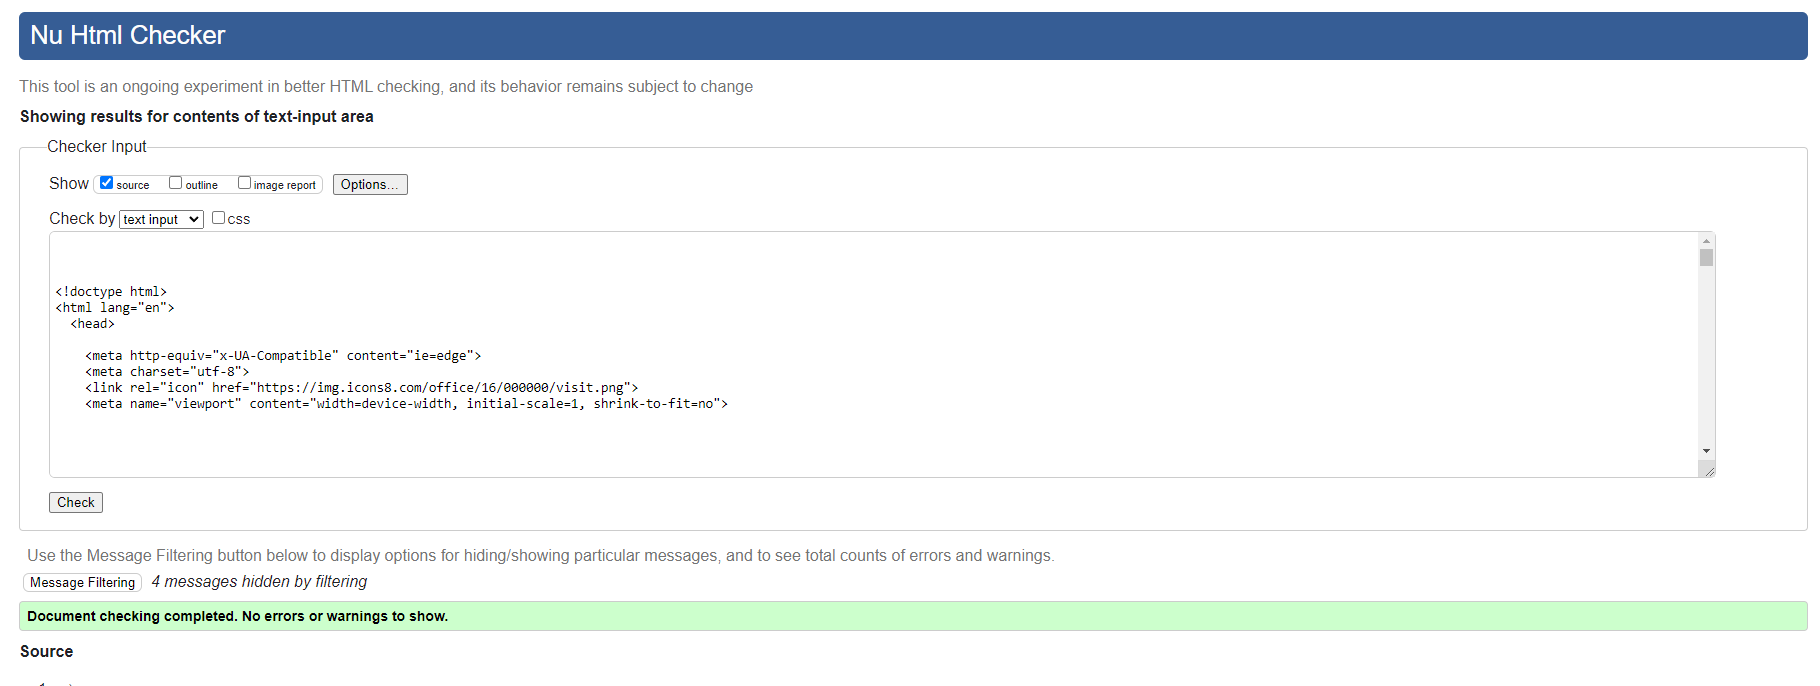 Nu Html Checker
This tool is an ongoing experiment in better HTML checking, and its behavior remains subject to change
Showing results for contents of text-input area
Checker Input
Show source outline image report Options...
Check by text input css
<!doctype html>
<html lang="en">
<head>
<meta http-equiv="x-UA-Compatible" content="ie=edge">
<meta charset="utf-8">
<link rel="icon" href="https://img.icons8.com/office/16/000000/visit.png">
<meta name="viewport" content="width=device-width, initial-scale=1, shrink-to-fit=no">
Check
Use the Message Filtering button below to display options for hiding/showing particular messages, and to see total counts of errors and warnings.
Message Filtering 4 messages hidden by filtering
Document checking completed. No errors or warnings to show.
Source